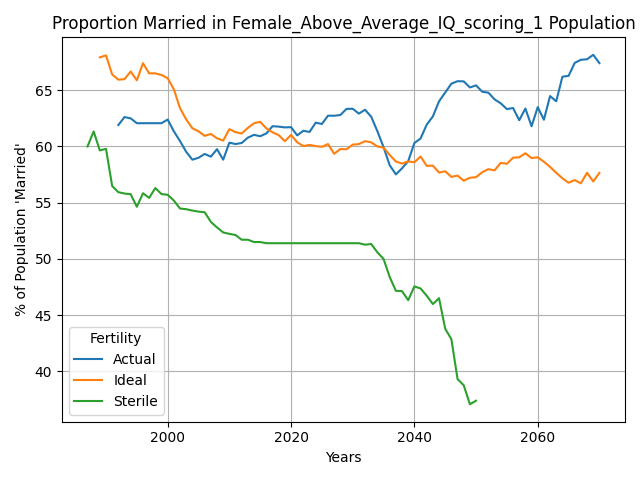 Proportion Married in Female_Above_Average_IQ_scoring_1 Population
% of Population 'Married'
65
60
55
50
45
40
Fertility
Actual
Ideal
Sterile
2000 2020 2040 2060
Years